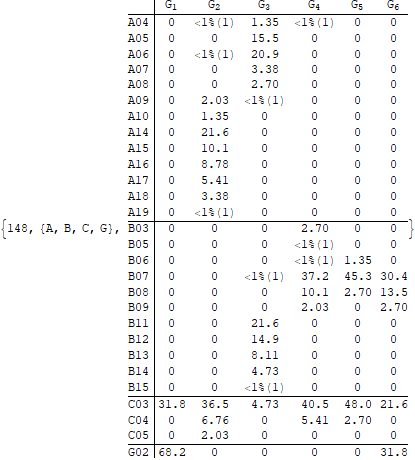 G1 G2 G3 G4 G5 G6
A04 0 <1%(1) 1.35 <1%(1) 0 0
A05 0 0 15.5 0 0 0
A06 0 <1%(1) 20.9 0 0 0
A07 0 0 3.38 0 0 0
A08 0 0 2.70 0 0 0
A09 0 2.03 <1%(1) 0 0 0
A10 0 1.35 0 0 0 0
A14 0 21.6 0 0 0 0
A15 0 10.1 0 0 0 0
A16 0 8.78 0 0 0 0
A17 0 5.41 0 0 0 0
A18 0 3.38 0 0 0 0
A19 0 <1%(1) 0 0 0 0
{148, {A, B, C, G}, B03 0 0 0 2.70 0 0 }
B05 0 0 0 <1%(1) 0 0
B06 0 0 0 <1%(1) 1.35 0
B07 0 0 <1%(1) 37.2 45.3 30.4
B08 0 0 0 10.1 2.70 13.5
B09 0 0 0 2.03 0 2.70
B11 0 0 21.6 0 0 0
B12 0 0 14.9 0 0 0
B13 0 0 8.11 0 0 0
B14 0 0 4.73 0 0 0
B15 0 0 <1%(1) 0 0 0
C03 31.8 36.5 4.73 40.5 48.0 21.6
C04 0 6.76 0 5.41 2.70 0
C05 0 2.03 0 0 0 0
G02 68.2 0 0 0 0 31.8